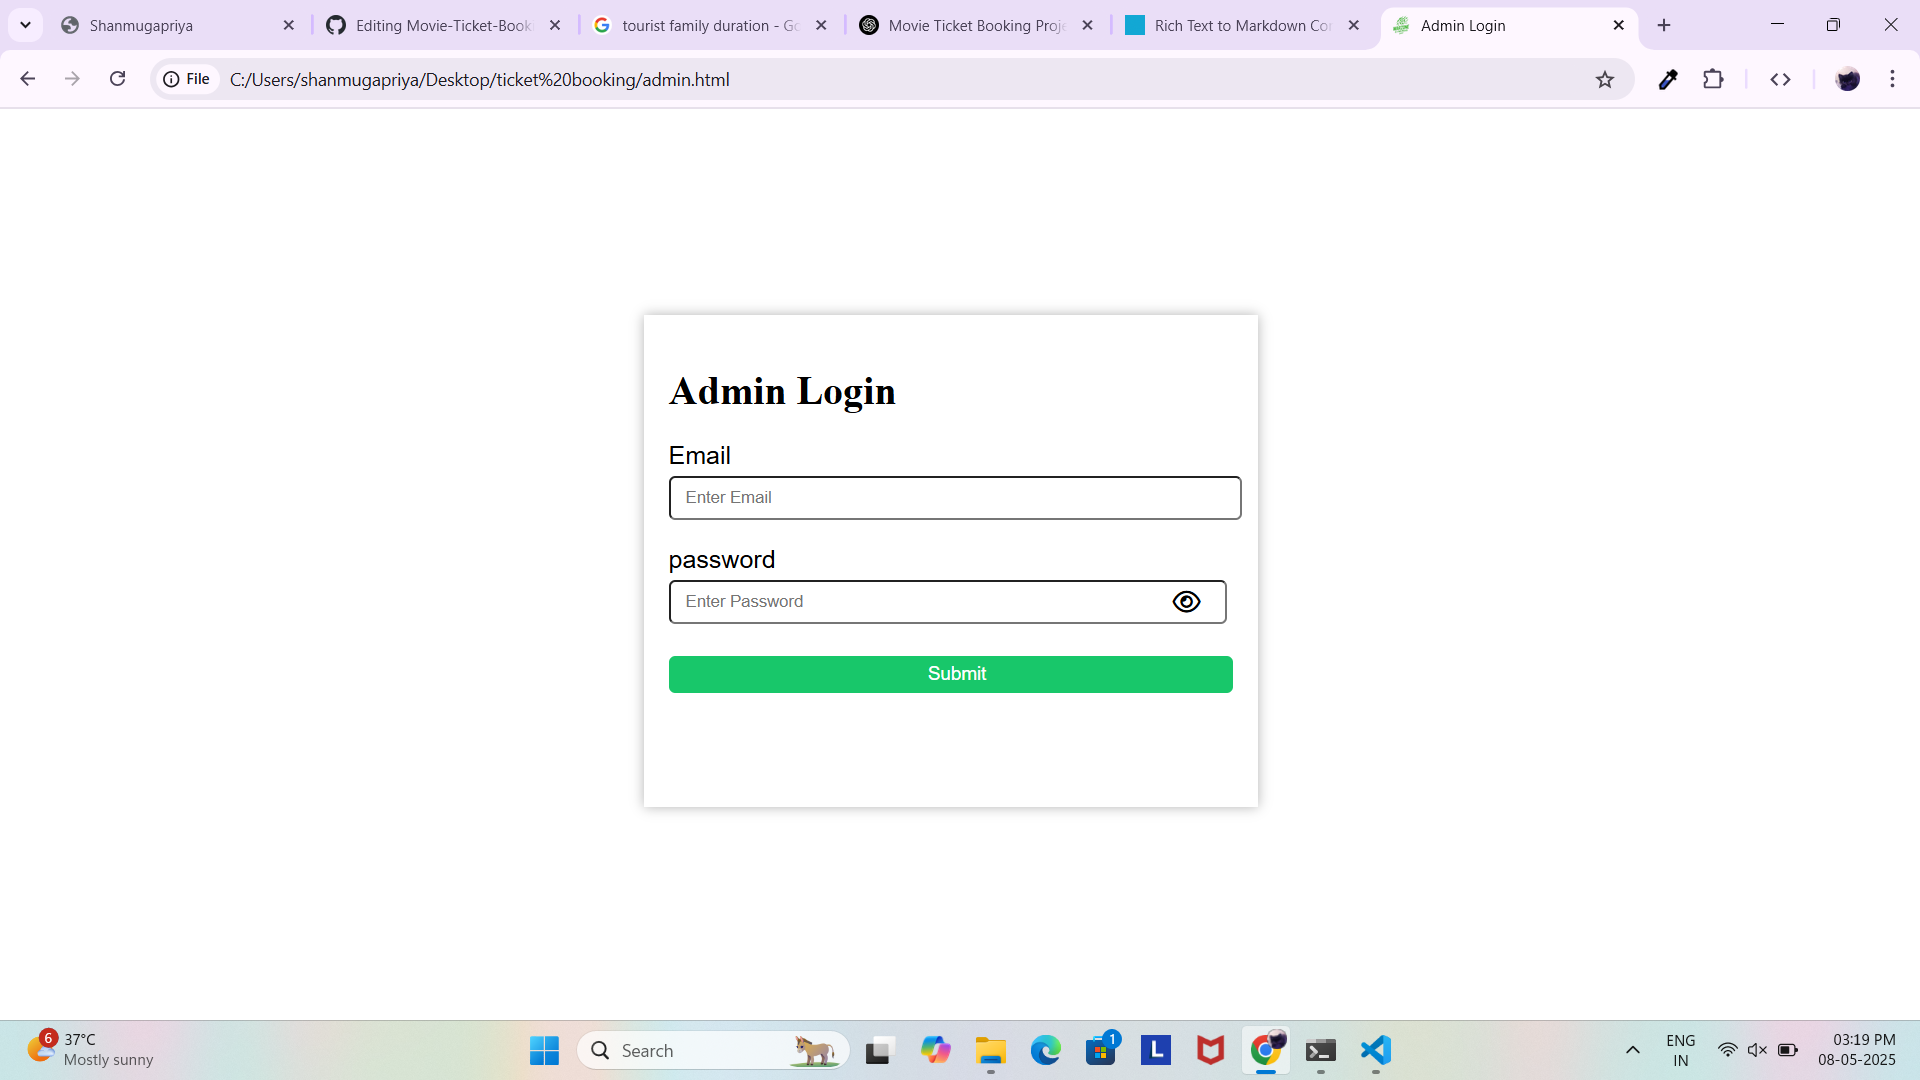 Shanmugapriya
Editing Movie-Ticket-Booki
tourist family duration - Go
Movie Ticket Booking Proje
Rich Text to Markdown Con
Admin Login
File
C:/Users/shanmugapriya/Desktop/ticket%20booking/admin.html
Admin Login
Email
Enter Email
password
Enter Password
Submit
6
37°C
Mostly sunny
Search
1
L
ENG
IN
03:19 PM
08-05-2025